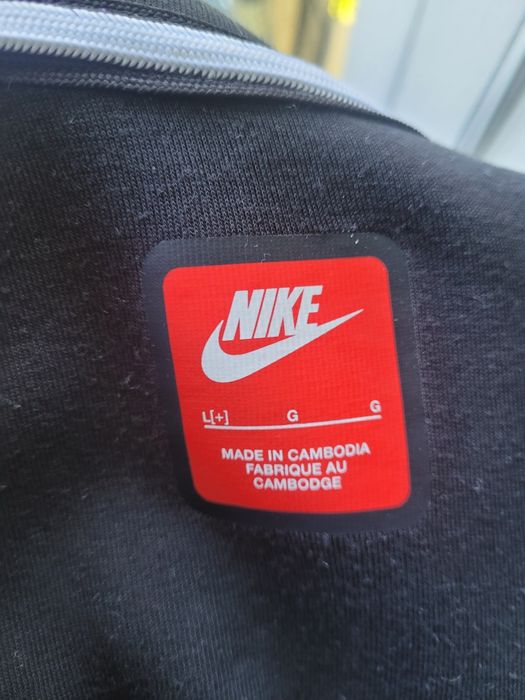 NIKE
L[+] G G
MADE IN CAMBODIA
FABRIQUE AU
CAMBODGE